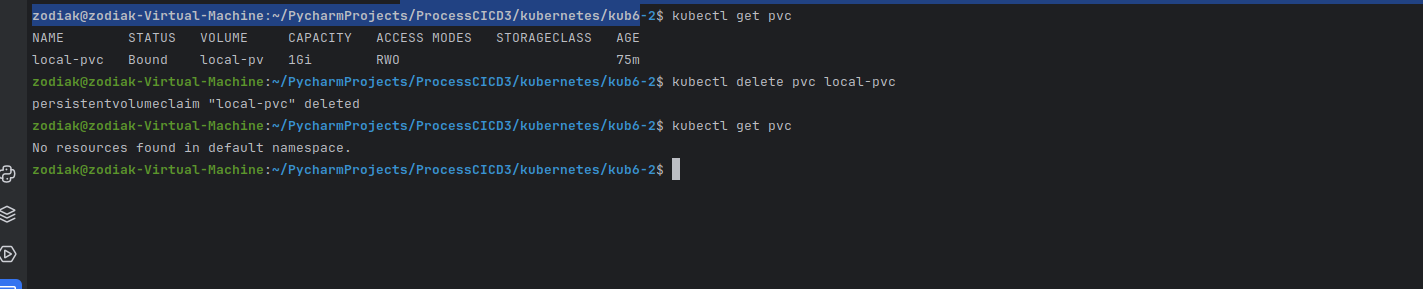 zodiak@zodiak-Virtual-Machine:~/PycharmProjects/ProcessCICD3/kubernetes/kub6-2$ kubectl get pvc
NAME        STATUS   VOLUME     CAPACITY   ACCESS MODES   STORAGECLASS   AGE
local-pvc   Bound    local-pv   1Gi        RWO                           75m
zodiak@zodiak-Virtual-Machine:~/PycharmProjects/ProcessCICD3/kubernetes/kub6-2$ kubectl delete pvc local-pvc
persistentvolumeclaim "local-pvc" deleted
zodiak@zodiak-Virtual-Machine:~/PycharmProjects/ProcessCICD3/kubernetes/kub6-2$ kubectl get pvc
No resources found in default namespace.
zodiak@zodiak-Virtual-Machine:~/PycharmProjects/ProcessCICD3/kubernetes/kub6-2$